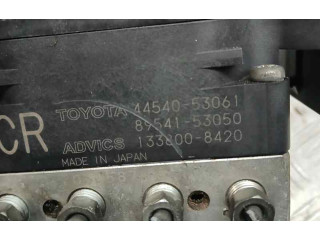 CR
TOYOTA 44540-53061
89541-53050
ADVICS 133800-8420
MADE IN JAPAN